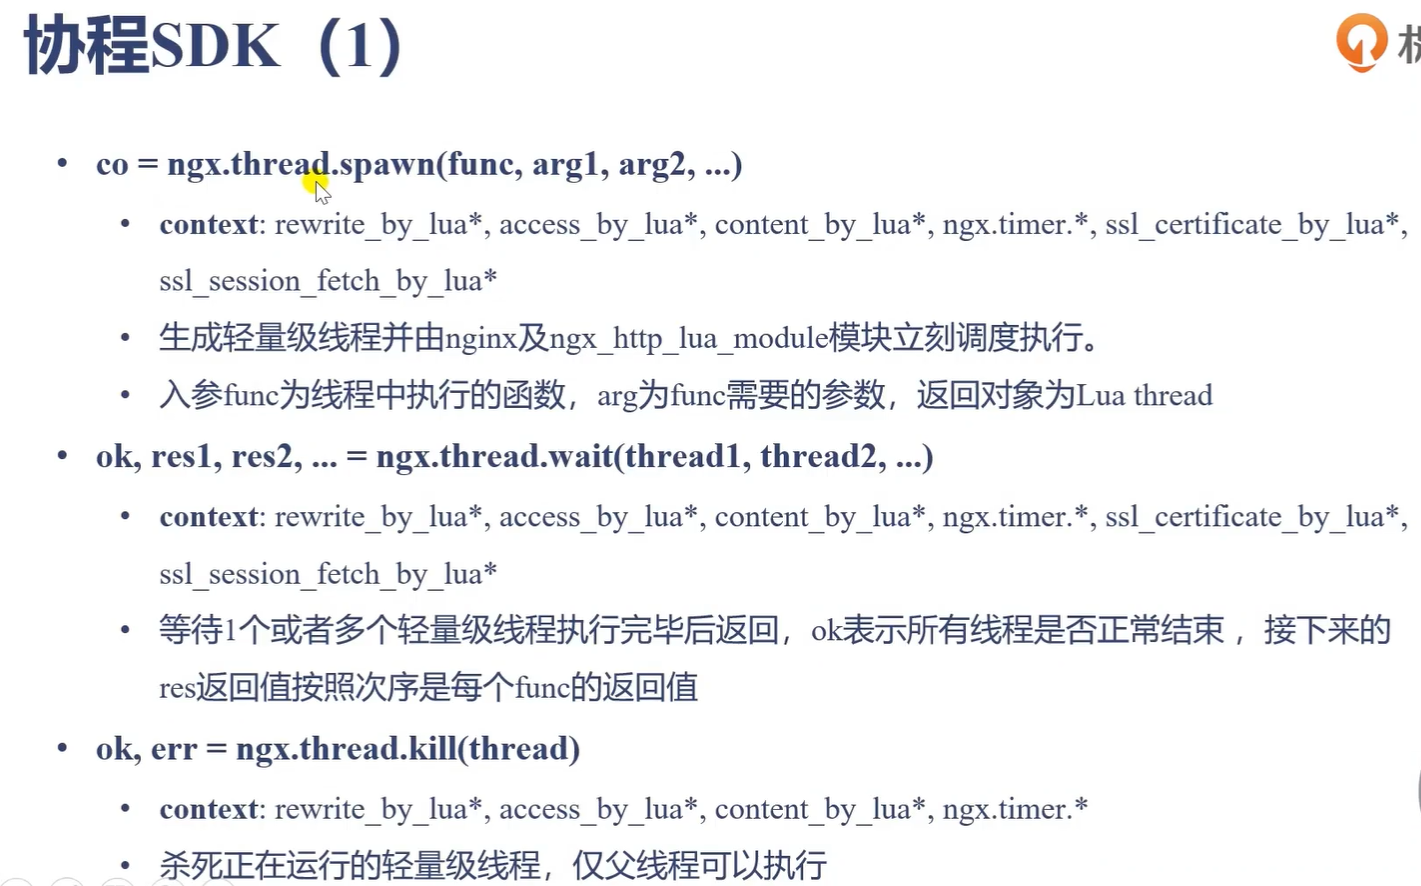 协程SDK（1）
• co = ngx.thread.spawn(func, arg1, arg2, ...)
• context: rewrite_by_lua*, access_by_lua*, content_by_lua*, ngx.timer.*, ssl_certificate_by_lua*,
ssl_session_fetch_by_lua*
• 生成轻量级线程并由nginx及ngx_http_lua_module模块立刻调度执行。
• 入参func为线程中执行的函数，arg为func需要的参数，返回对象为Lua thread
• ok, res1, res2, ... = ngx.thread.wait(thread1, thread2, ...)
• context: rewrite_by_lua*, access_by_lua*, content_by_lua*, ngx.timer.*, ssl_certificate_by_lua*,
ssl_session_fetch_by_lua*
• 等待1个或者多个轻量级线程执行完毕后返回，ok表示所有线程是否正常结束 ，接下来的
res返回值按照次序是每个func的返回值
• ok, err = ngx.thread.kill(thread)
• context: rewrite_by_lua*, access_by_lua*, content_by_lua*, ngx.timer.*
• 杀死正在运行的轻量级线程，仅父线程可以执行